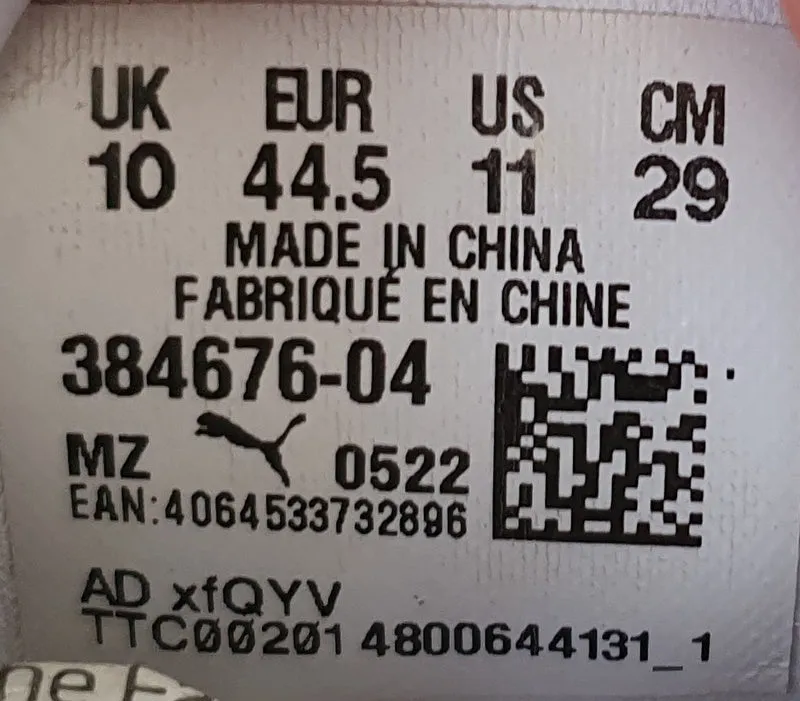 UK EUR US CM
10 44.5 11 29
MADE IN CHINA
FABRIQUÉ EN CHINE
384676-04
MZ 0522
EAN:4064533732896
AD xfQYV
TTC00201 4800644131_1